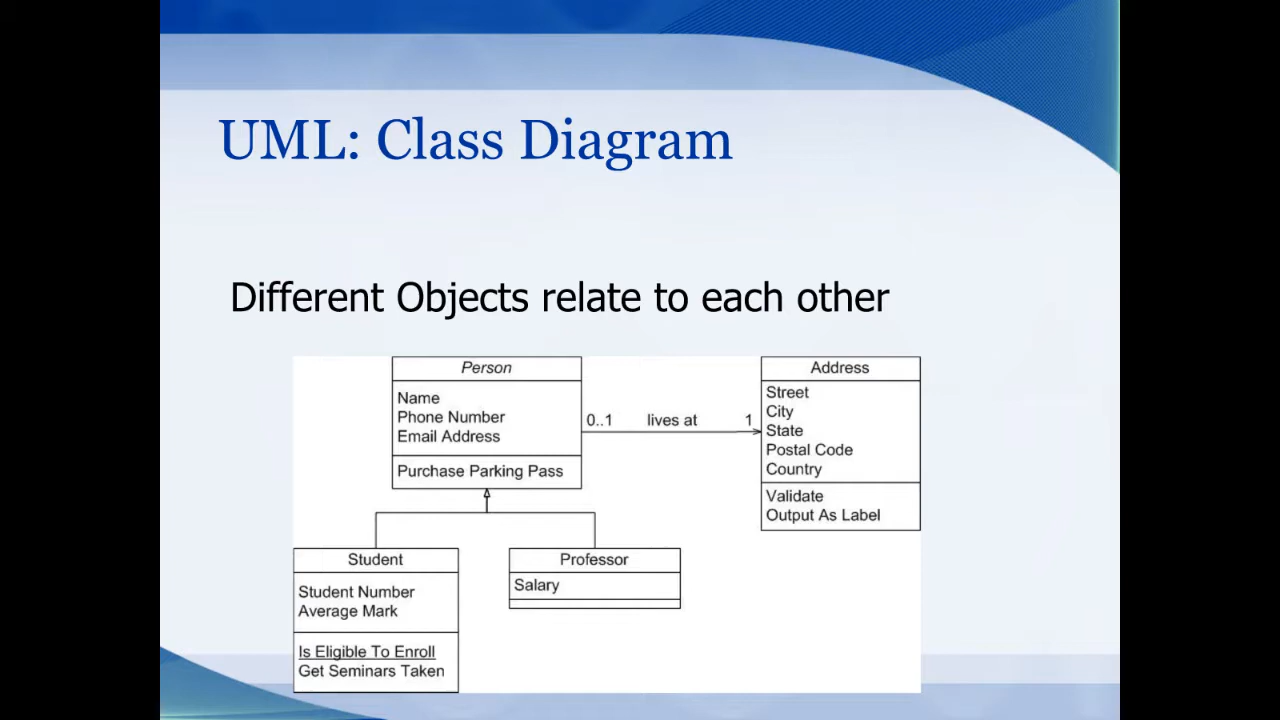 UML: Class Diagram
Different Objects relate to each other
Person
Name
Phone Number
Email Address
Purchase Parking Pass
0..1 lives at 1
Address
Street
City
State
Postal Code
Country
Validate
Output As Label
Student
Student Number
Average Mark
Is Eligible To Enroll
Get Seminars Taken
Professor
Salary